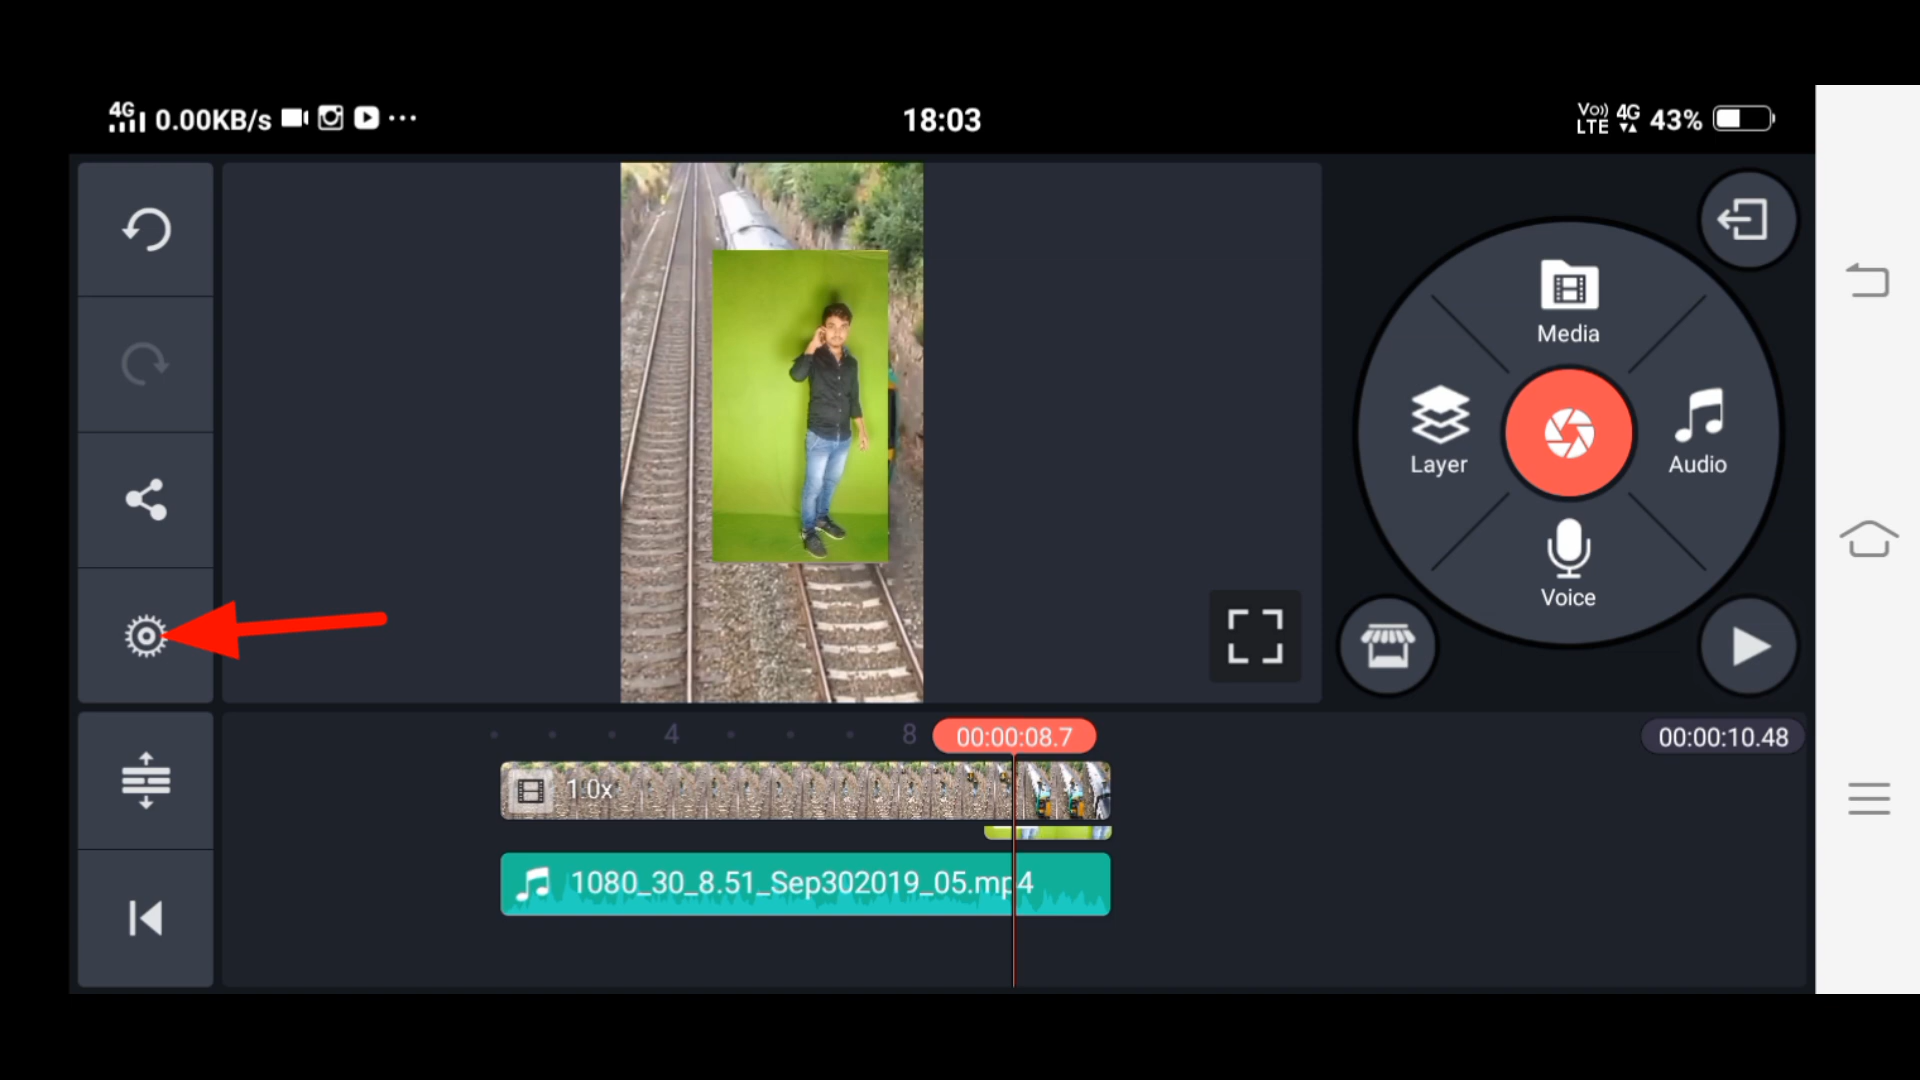 4G 0.00KB/s ...
18:03
Vo)) LTE 4G 43%
Media
Layer
Audio
Voice
4 8 00:00:08.7 00:00:10.48
1.0x
1080_30_8.51_Sep302019_05.mp4